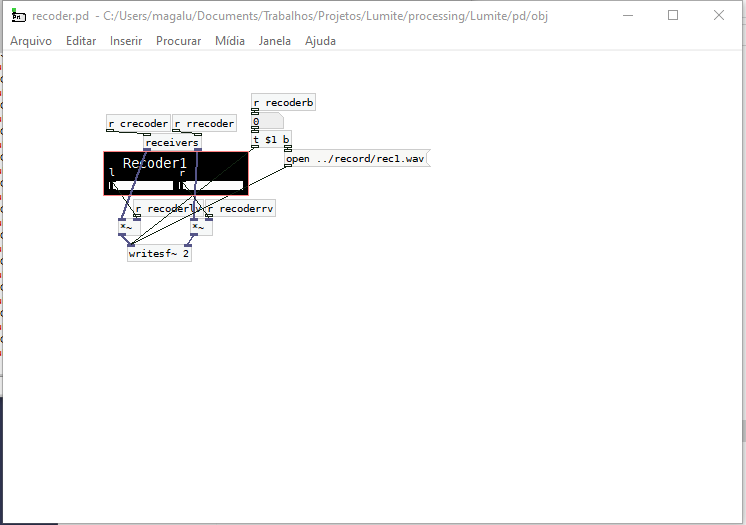 recoder.pd - C:/Users/magalu/Documents/Trabalhos/Projetos/Lumite/processing/Lumite/pd/obj
Arquivo Editar Inserir Procurar Mídia Janela Ajuda
r recoderb
0
r crecoder r rrecoder
t $1 b
receivers
open ../record/rec1.wav
Recoder1
l r
r recoderlv r recoderrv
*~ *~
writesf~ 2